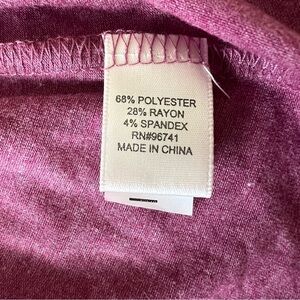 68% POLYESTER
28% RAYON
4% SPANDEX
RN#96741
MADE IN CHINA